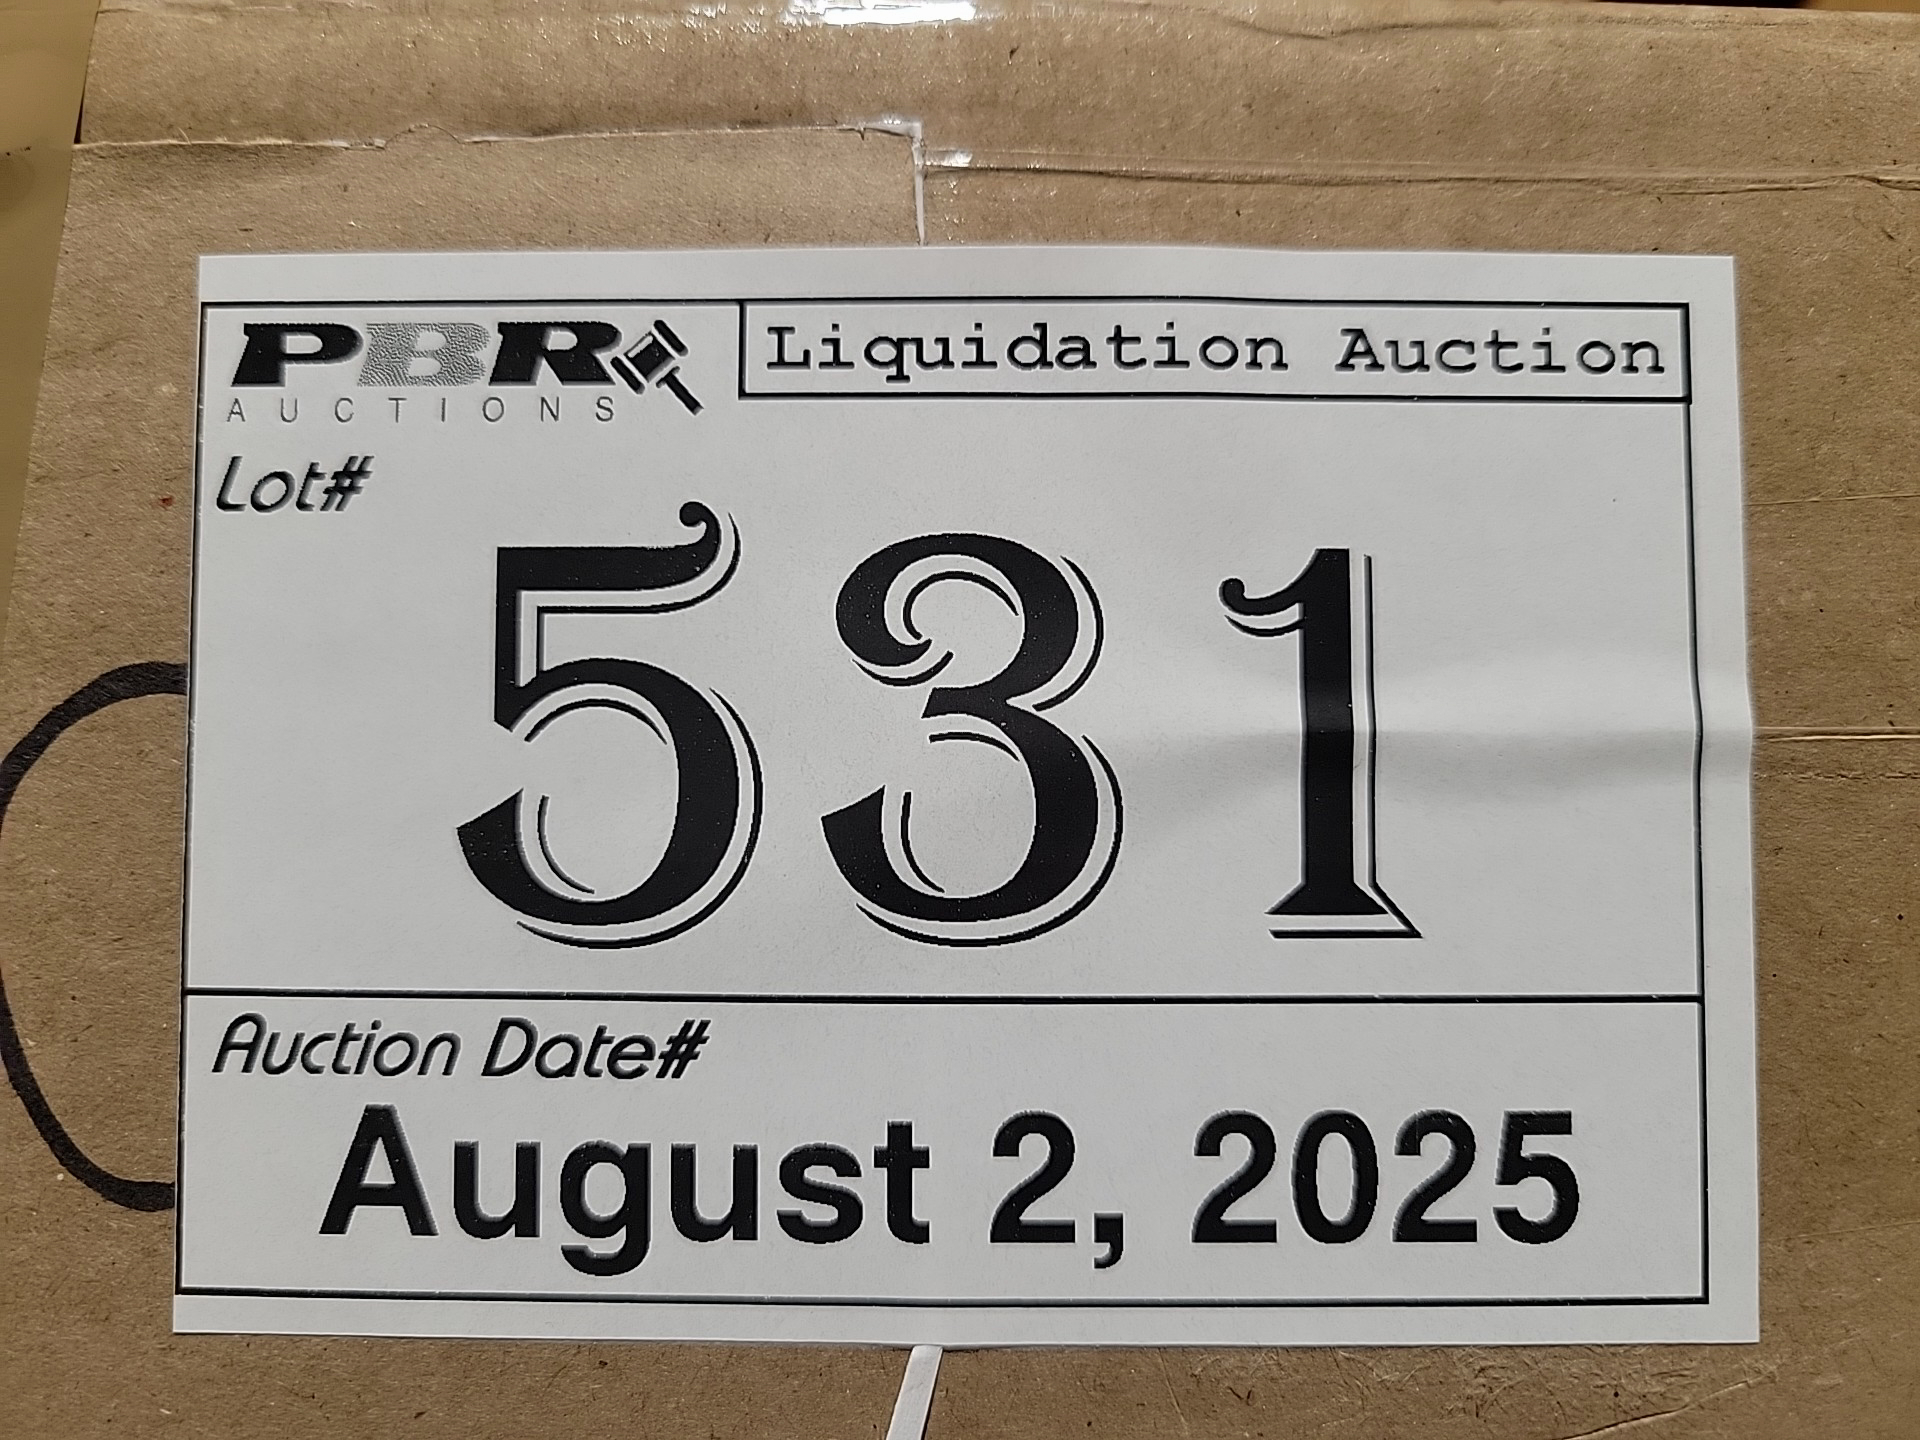 PBR
AUCTIONS
Liquidation Auction
Lot#
531
Auction Date#
August 2, 2025